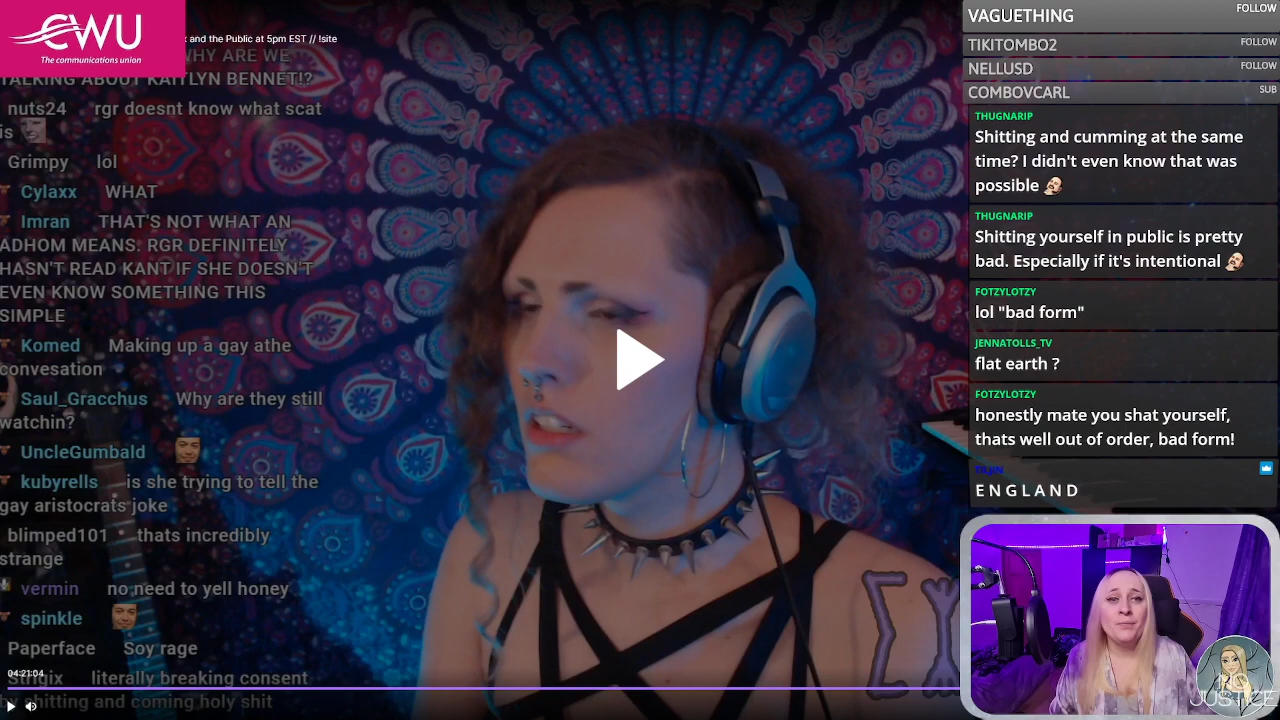 CWU
The communications union
and the Public at 5pm EST // !site
WHY ARE WE
TALKING ABOUT KAITLYN BENNET!?
nuts24 rgr doesnt know what scat
is
Grimpy lol
Cylaxx WHAT
Imran THAT'S NOT WHAT AN
ADHOM MEANS. RGR DEFINITELY
HASN'T READ KANT IF SHE DOESN'T
EVEN KNOW SOMETHING THIS
SIMPLE
Komed Making up a gay athe
convesation
Saul_Gracchus Why are they still
watchin?
UncleGumbald
kubyrells is she trying to tell the
gay aristocrats joke
blimped101 thats incredibly
strange
vermin no need to yell honey
spinkle
Paperface Soy rage
04:21:04
literally breaking consent
by shitting and coming holy shit
VAGUETHING FOLLOW
TIKITOMBO2 FOLLOW
NELLUSD FOLLOW
COMBOVCARL SUB
THUGNARIP
Shitting and cumming at the same
time? I didn't even know that was
possible
THUGNARIP
Shitting yourself in public is pretty
bad. Especially if it's intentional
FOTZYLOTZY
lol "bad form"
JENNATOLLS_TV
flat earth ?
FOTZYLOTZY
honestly mate you shat yourself,
thats well out of order, bad form!
E N G L A N D
JUSTICE